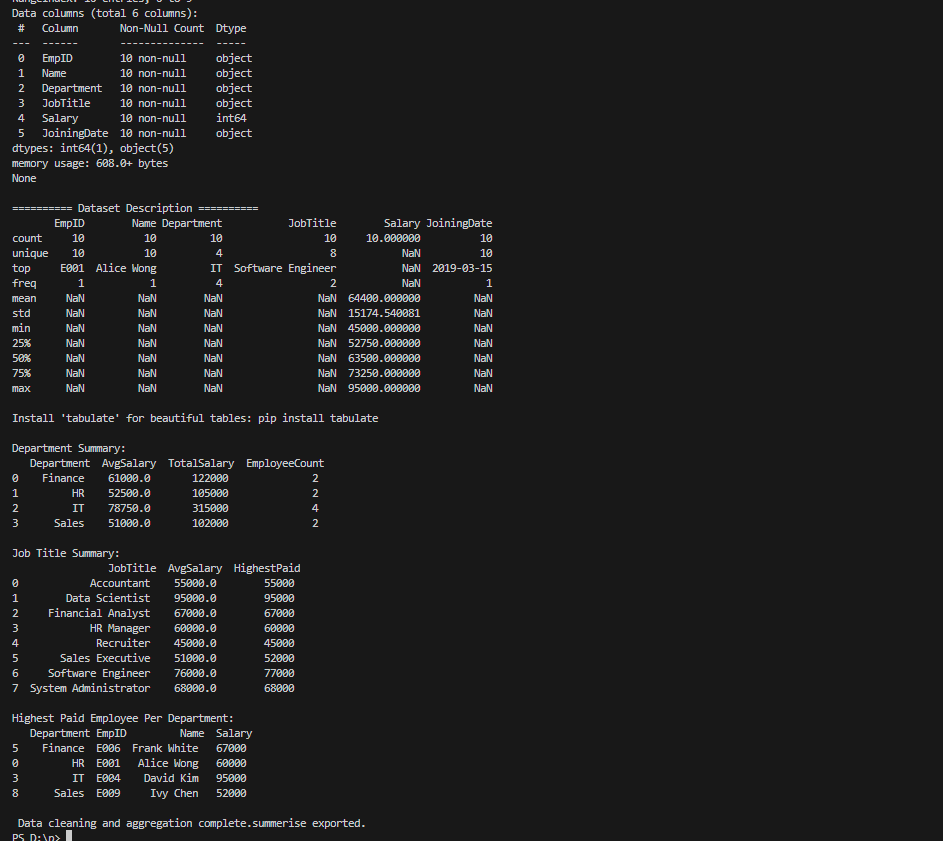 RangeIndex: 10 entries, 0 to 9
Data columns (total 6 columns):
 #   Column       Non-Null Count  Dtype
---  ------       --------------  -----
 0   EmpID        10 non-null     object
 1   Name         10 non-null     object
 2   Department   10 non-null     object
 3   JobTitle     10 non-null     object
 4   Salary       10 non-null     int64
 5   JoiningDate  10 non-null     object
dtypes: int64(1), object(5)
memory usage: 608.0+ bytes
None
========== Dataset Description ==========
       EmpID        Name Department           JobTitle        Salary JoiningDate
count     10          10         10                 10     10.000000          10
unique    10          10          4                  8           NaN          10
top     E001  Alice Wong         IT  Software Engineer           NaN  2019-03-15
freq       1           1          4                  2           NaN           1
mean     NaN         NaN        NaN                NaN  64400.000000         NaN
std      NaN         NaN        NaN                NaN  15174.540081         NaN
min      NaN         NaN        NaN                NaN  45000.000000         NaN
25%      NaN         NaN        NaN                NaN  52750.000000         NaN
50%      NaN         NaN        NaN                NaN  63500.000000         NaN
75%      NaN         NaN        NaN                NaN  73250.000000         NaN
max      NaN         NaN        NaN                NaN  95000.000000         NaN
Install 'tabulate' for beautiful tables: pip install tabulate
Department Summary:
   Department  AvgSalary  TotalSalary  EmployeeCount
0     Finance    61000.0       122000              2
1          HR    52500.0       105000              2
2          IT    78750.0       315000              4
3       Sales    51000.0       102000              2
Job Title Summary:
                JobTitle  AvgSalary  HighestPaid
0             Accountant    55000.0        55000
1         Data Scientist    95000.0        95000
2      Financial Analyst    67000.0        67000
3             HR Manager    60000.0        60000
4              Recruiter    45000.0        45000
5        Sales Executive    51000.0        52000
6      Software Engineer    76000.0        77000
7   System Administrator    68000.0        68000
Highest Paid Employee Per Department:
   Department EmpID         Name  Salary
5     Finance  E006  Frank White   67000
0          HR  E001   Alice Wong   60000
3          IT  E004    David Kim   95000
8       Sales  E009     Ivy Chen   52000
 Data cleaning and aggregation complete.summerise exported.
PS D:\n>